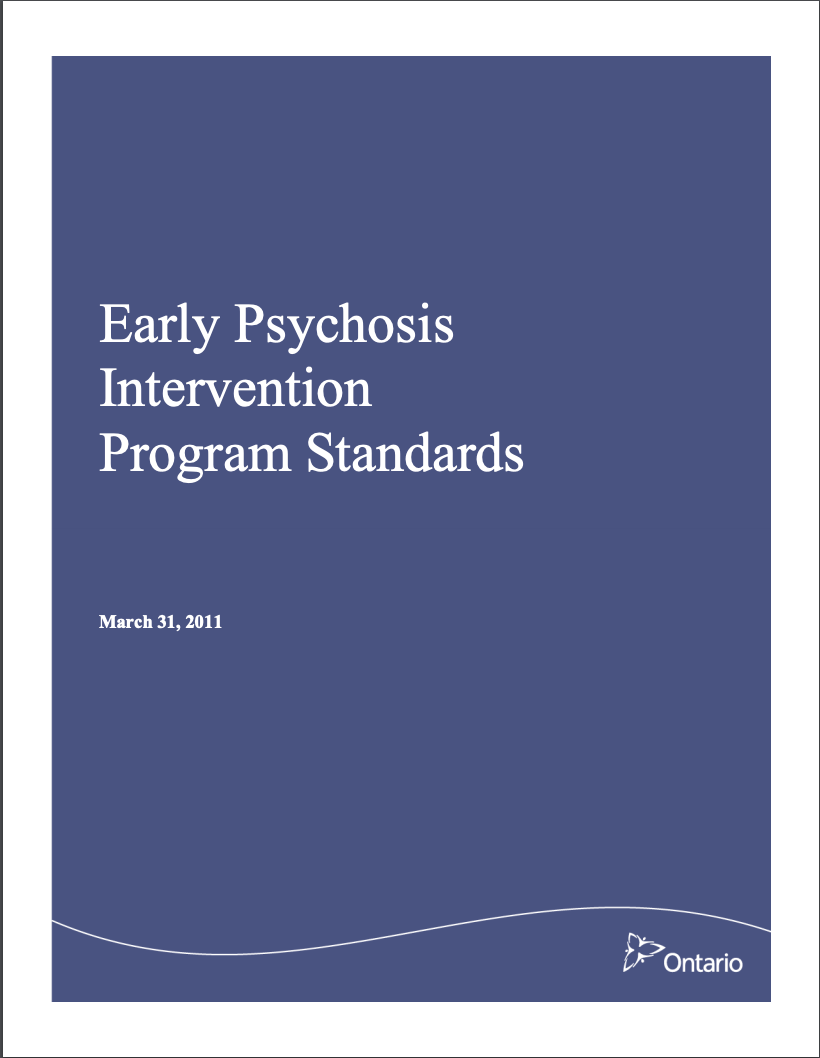 Early Psychosis
Intervention
Program Standards
March 31, 2011
Ontario